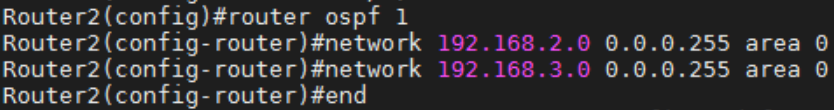 Router2(config)#router ospf 1
Router2(config-router)#network 192.168.2.0 0.0.0.255 area 0
Router2(config-router)#network 192.168.3.0 0.0.0.255 area 0
Router2(config-router)#end